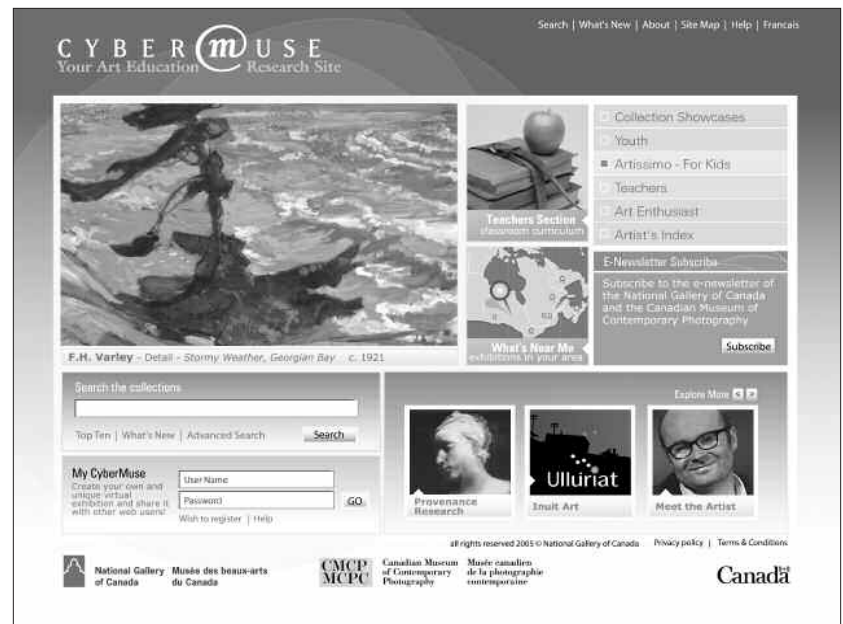 Search | What's New | About | Site Map | Help | Francais
CYBERmUSE
Your Art Education Research Site
Collection Showcases
Youth
Artissimo - For Kids
Teachers
Art Enthusiast
Artist's Index
Teachers Section
classroom curriculum
E-Newsletter Subscribe
Subscribe to the e-newsletter of
the National Gallery of Canada
and the Canadian Museum of
Contemporary Photography
Subscribe
What's Near Me
exhibitions in your area
F.H. Varley - Detail - Stormy Weather, Georgian Bay c. 1921
Search the collections
Top Ten | What's New | Advanced Search
Search
My CyberMuse
Create your own and
unique virtual
exhibition and share it
with other web users!
User Name
Password
GO
Wish to register | Help
Explore More < >
Provenance
Research
Ulluriat
Inuit Art
Meet the Artist
all rights reserved 2005 © National Gallery of Canada Privacy policy | Terms & Conditions
National Gallery
of Canada
Musée des beaux-arts
du Canada
CMCP
MCPC
Canadian Museum
of Contemporary
Photography
Musée canadien
de la photographie
contemporaine
Canada